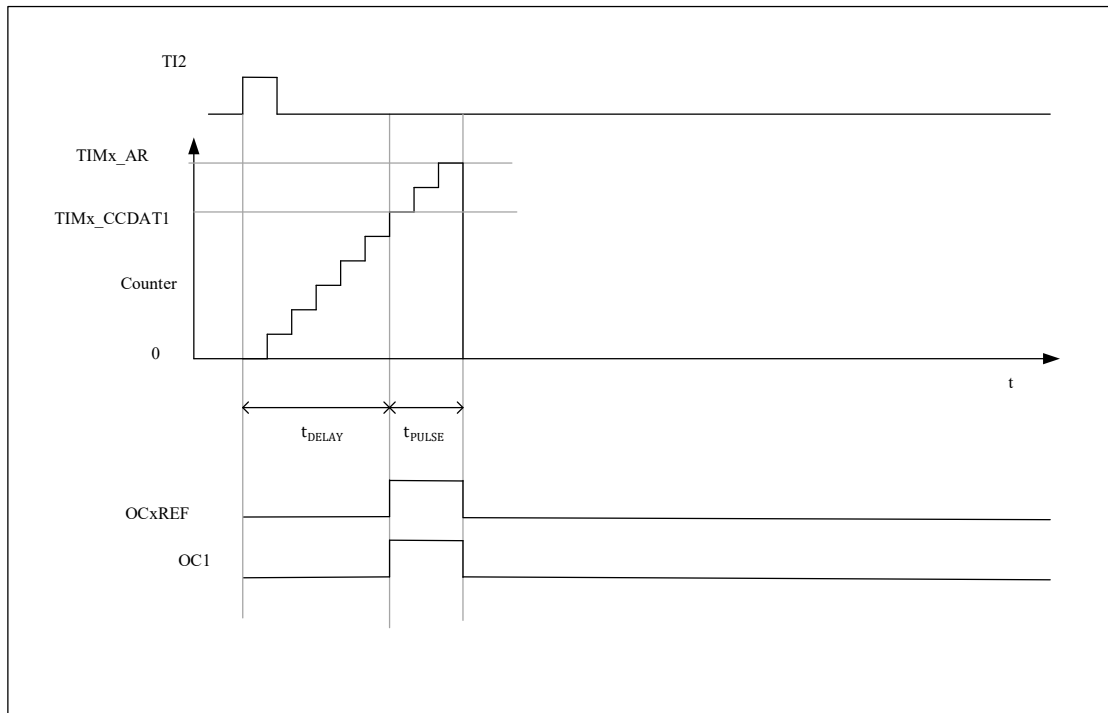 TI2
TIMx_AR
TIMx_CCDAT1
Counter
0
t
tDELAY tPULSE
OCxREF
OC1